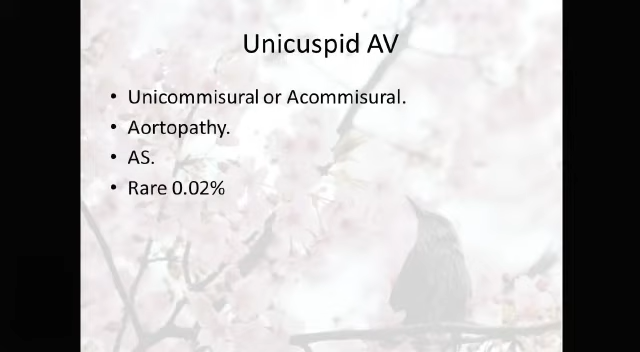 Unicuspid AV
• Unicommisural or Acommisural.
• Aortopathy.
• AS.
• Rare 0.02%